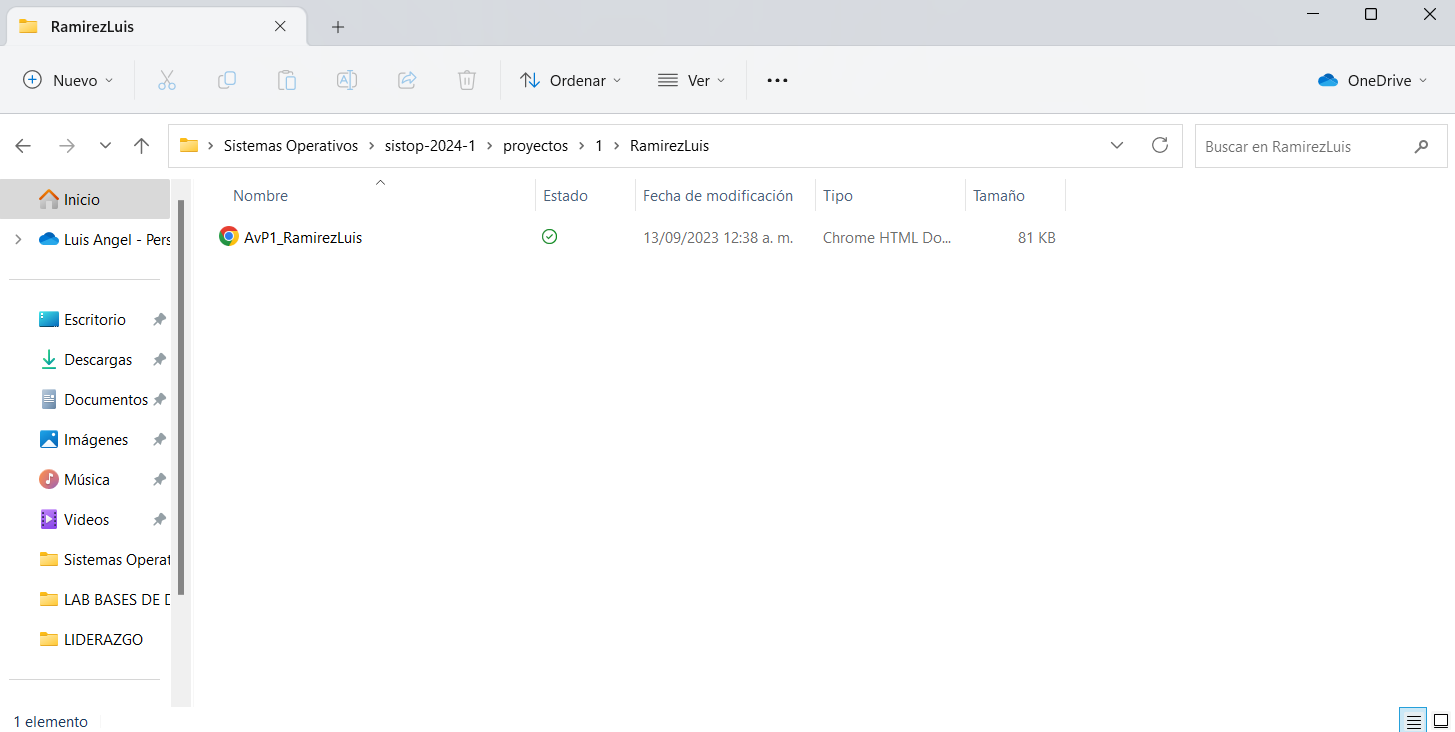 RamirezLuis
Nuevo
Ordenar
Ver
OneDrive
Sistemas Operativos > sistop-2024-1 > proyectos > 1 > RamirezLuis
Buscar en RamirezLuis
Nombre Estado Fecha de modificación Tipo Tamaño
AvP1_RamirezLuis 13/09/2023 12:38 a. m. Chrome HTML Do... 81 KB
Inicio
Luis Angel - Pers
Escritorio
Descargas
Documentos
Imágenes
Música
Videos
Sistemas Operat
LAB BASES DE D
LIDERAZGO
1 elemento